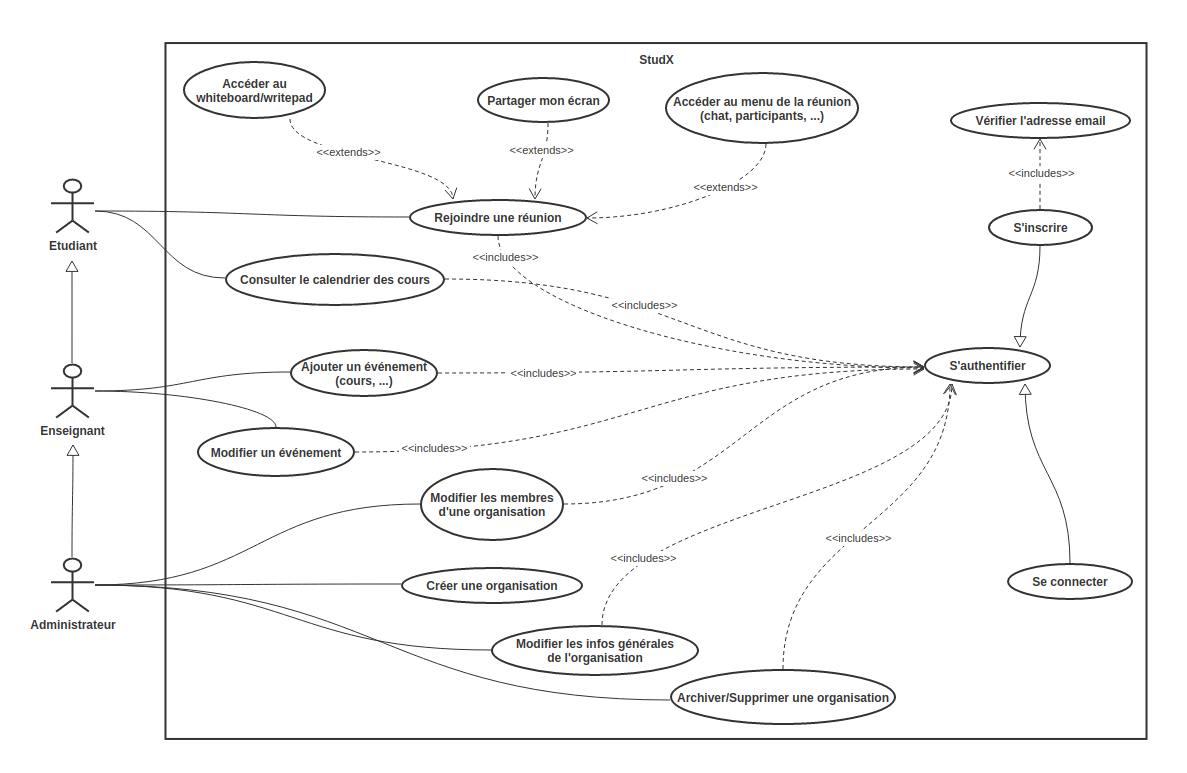 StudX
Accéder au
whiteboard/writepad
Partager mon écran
Accéder au menu de la réunion
(chat, participants, ...)
Vérifier l'adresse email
<<extends>>
<<extends>>
<<extends>>
<<includes>>
Etudiant
Rejoindre une réunion
S'inscrire
<<includes>>
Consulter le calendrier des cours
<<includes>>
Enseignant
Ajouter un événement
(cours, ...)
<<includes>>
S'authentifier
Modifier un événement
<<includes>>
Modifier les membres
d'une organisation
<<includes>>
<<includes>>
<<includes>>
Administrateur
Créer une organisation
Se connecter
Modifier les infos générales
de l'organisation
Archiver/Supprimer une organisation